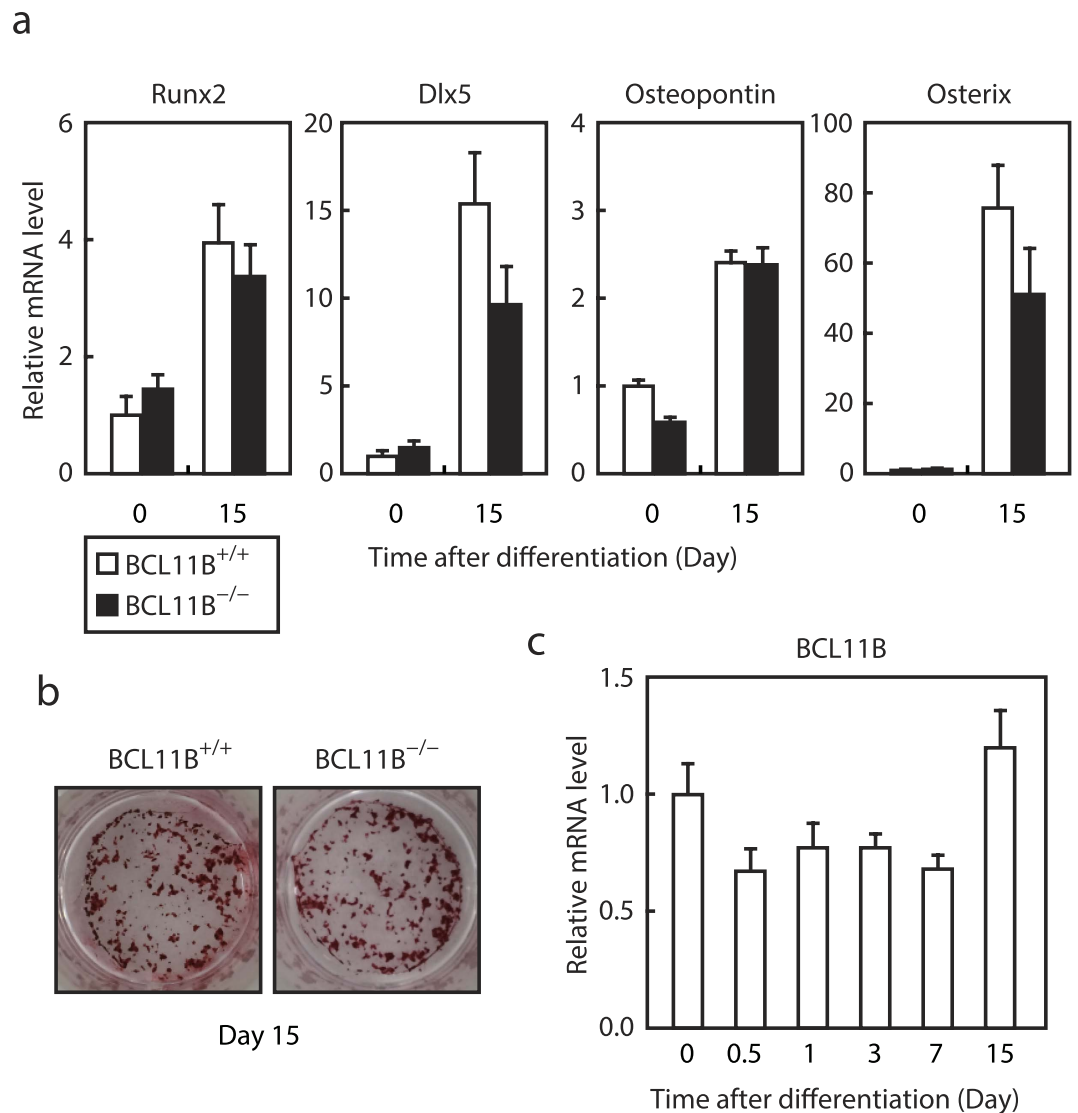 a
Runx2 Dlx5 Osteopontin Osterix
Relative mRNA level
6
4
2
0
20
15
10
5
0
4
3
2
1
0
100
80
60
40
20
0
0 15 0 15 0 15 0 15
Time after differentiation (Day)
BCL11B+/+
BCL11B−/−
b
BCL11B+/+ BCL11B−/−
Day 15
c
BCL11B
Relative mRNA level
1.5
1.0
0.5
0.0
0 0.5 1 3 7 15
Time after differentiation (Day)